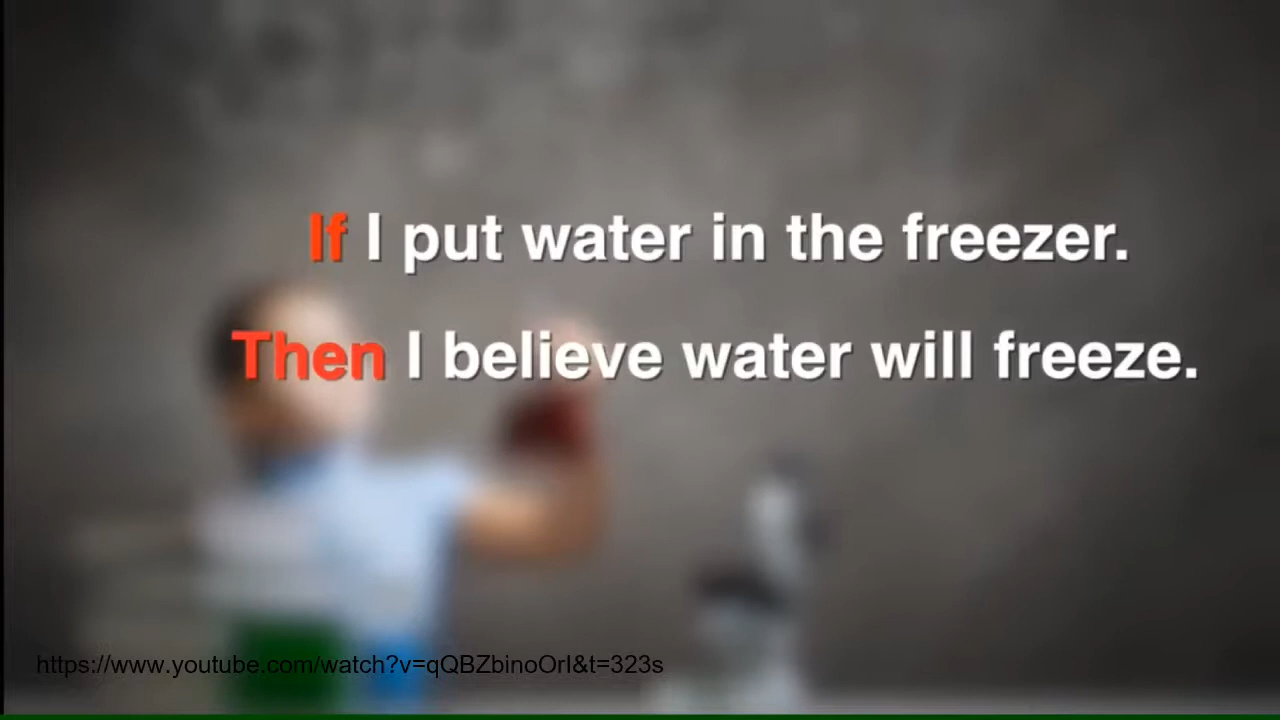 If I put water in the freezer.
Then I believe water will freeze.
https://www.youtube.com/watch?v=qQBZbinoOrI&t=323s